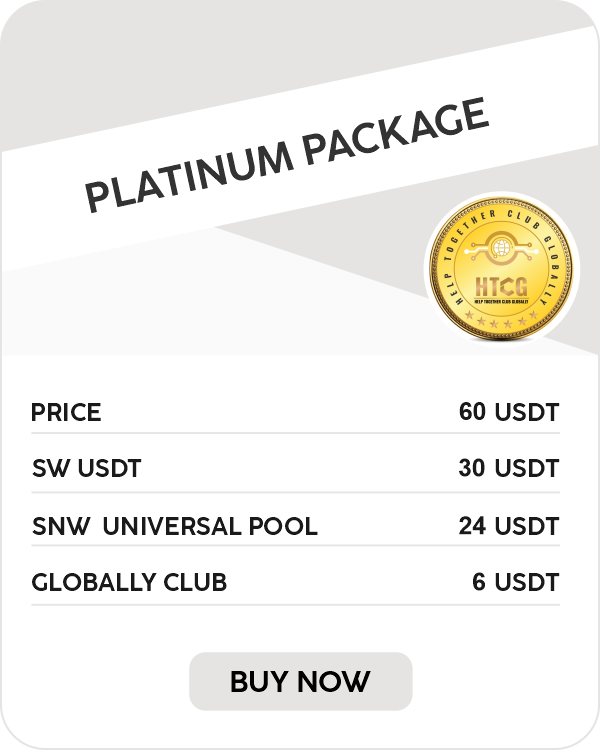 PLATINUM PACKAGE
HELP TOGETHER CLUB GLOBALLY
HTCG
HELP TOGETHER CLUB GLOBALLY
PRICE 60 USDT
SW USDT 30 USDT
SNW UNIVERSAL POOL 24 USDT
GLOBALLY CLUB 6 USDT
BUY NOW